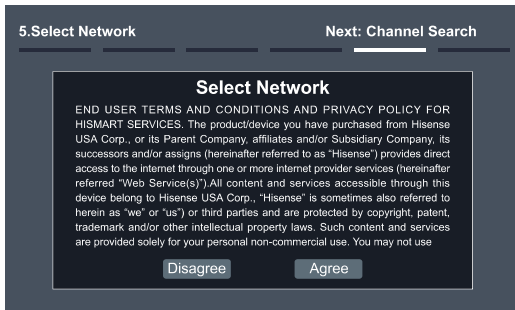 5.Select Network
Next: Channel Search
Select Network
END USER TERMS AND CONDITIONS AND PRIVACY POLICY FOR
HISMART SERVICES. The product/device you have purchased from Hisense
USA Corp., or its Parent Company, affiliates and/or Subsidiary Company, its
successors and/or assigns (hereinafter referred to as “Hisense”) provides direct
access to the internet through one or more internet provider services (hereinafter
referred “Web Service(s)”).All content and services accessible through this
device belong to Hisense USA Corp., “Hisense” is sometimes also referred to
herein as “we” or “us”) or third parties and are protected by copyright, patent,
trademark and/or other intellectual property laws. Such content and services
are provided solely for your personal non-commercial use. You may not use
Disagree
Agree